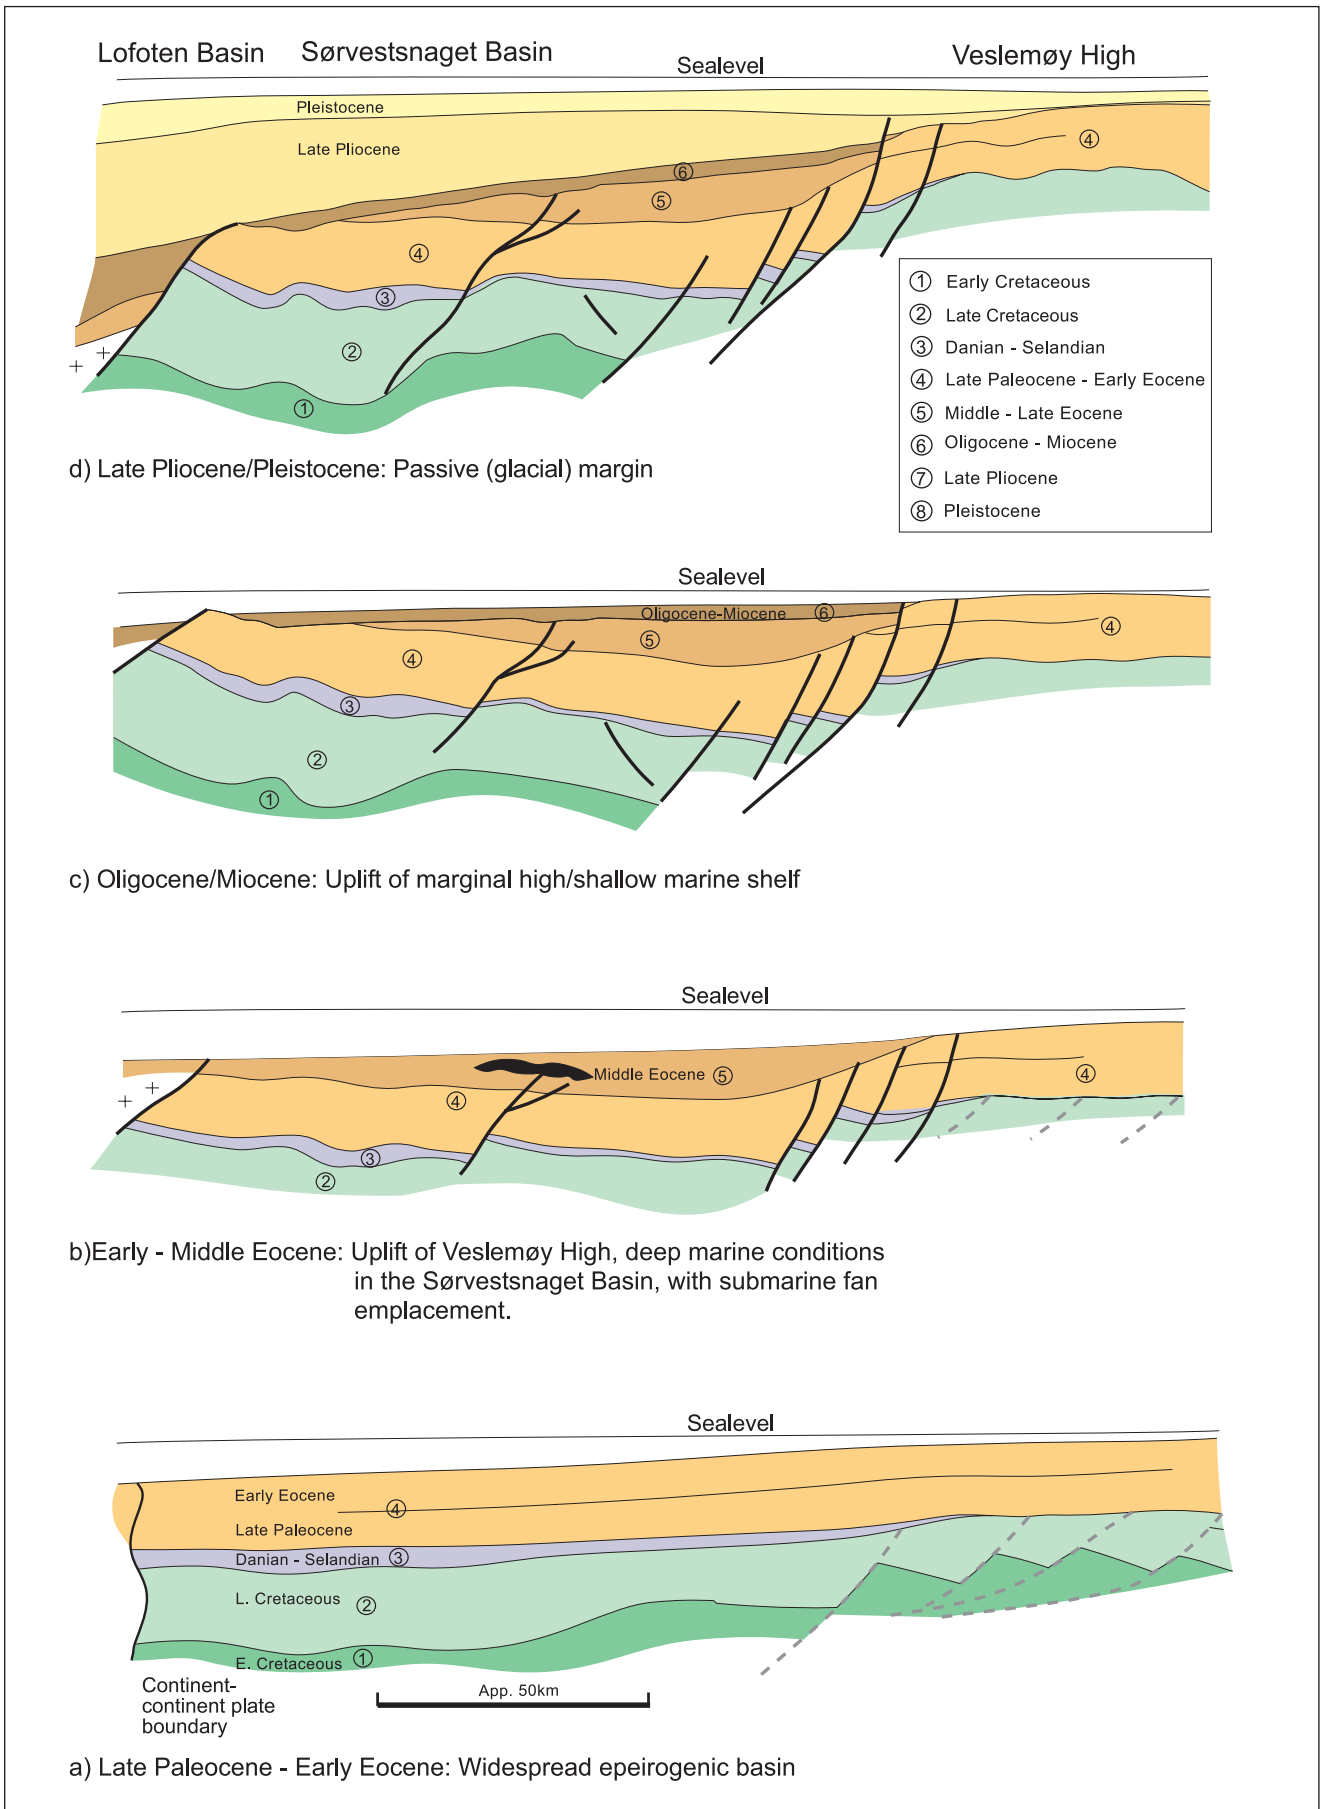 Lofoten Basin Sørvestsnaget Basin Veslemøy High
Sealevel
Pleistocene
Late Pliocene
4
6
5
4
3
2
1
1 Early Cretaceous
2 Late Cretaceous
3 Danian - Selandian
4 Late Paleocene - Early Eocene
5 Middle - Late Eocene
6 Oligocene - Miocene
7 Late Pliocene
8 Pleistocene
d) Late Pliocene/Pleistocene: Passive (glacial) margin
Sealevel
Oligocene-Miocene 6
5
4
4
3
2
1
c) Oligocene/Miocene: Uplift of marginal high/shallow marine shelf
Sealevel
Middle Eocene 5
4
4
3
2
b)Early - Middle Eocene: Uplift of Veslemøy High, deep marine conditions
in the Sørvestsnaget Basin, with submarine fan
emplacement.
Sealevel
Early Eocene
4
Late Paleocene
Danian - Selandian 3
L. Cretaceous 2
E. Cretaceous 1
Continent-
continent plate
boundary
App. 50km
a) Late Paleocene - Early Eocene: Widespread epeirogenic basin